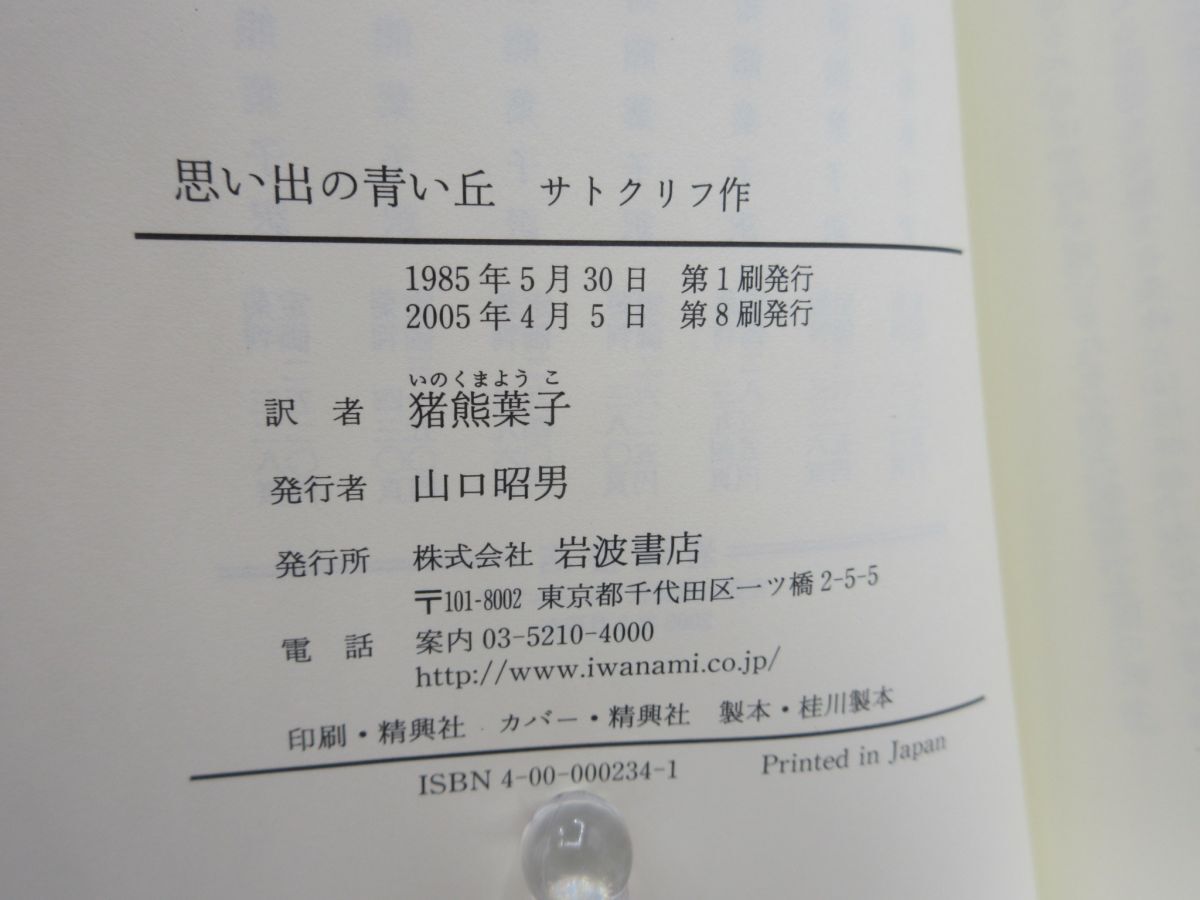 思い出の青い丘　サトクリフ作
1985年5月30日　第1刷発行
2005年4月5日　第8刷発行
いのくまようこ
訳者　猪熊葉子
発行者　山口昭男
発行所　株式会社　岩波書店
〒101-8002 東京都千代田区一ツ橋2-5-5
電話　案内 03-5210-4000
http://www.iwanami.co.jp/
印刷・精興社　カバー・精興社　製本・桂川製本
ISBN 4-00-000234-1　Printed in Japan